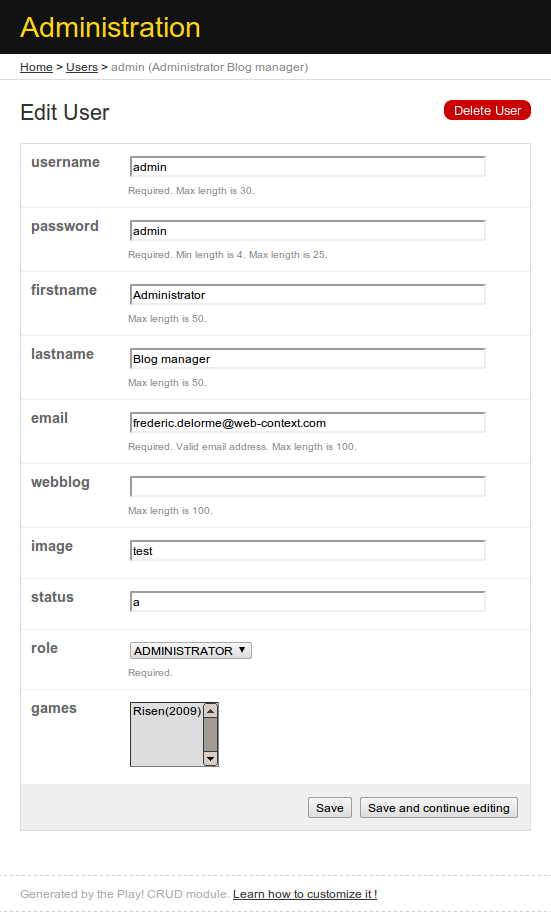 Administration
Home > Users > admin (Administrator Blog manager)
Edit User
Delete User
username
admin
Required. Max length is 30.
password
admin
Required. Min length is 4. Max length is 25.
firstname
Administrator
Max length is 50.
lastname
Blog manager
Max length is 50.
email
frederic.delorme@web-context.com
Required. Valid email address. Max length is 100.
webblog
Max length is 100.
image
test
status
a
role
ADMINISTRATOR
Required.
games
Risen(2009)
Save Save and continue editing
Generated by the Play! CRUD module. Learn how to customize it !